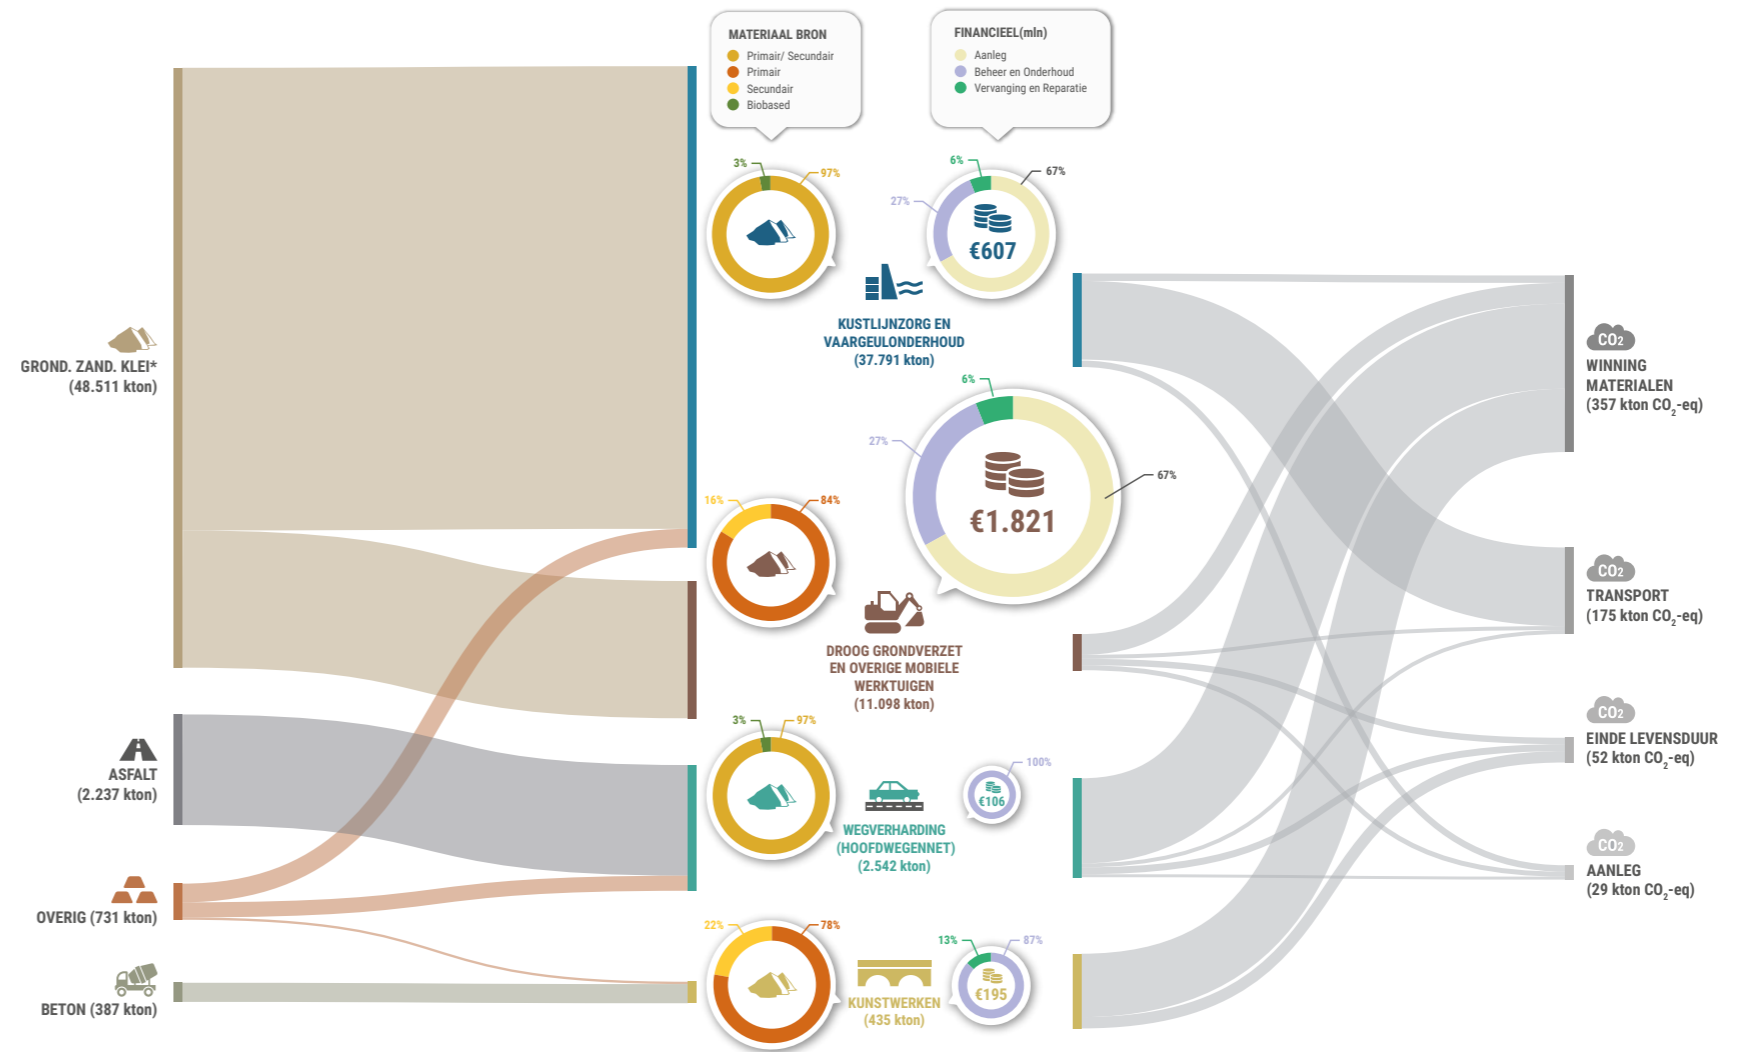 MATERIAAL BRON
Primair/ Secundair
Primair
Secundair
Biobased
FINANCIEEL(mln)
Aanleg
Beheer en Onderhoud
Vervanging en Reparatie
GROND. ZAND. KLEI*
(48.511 kton)
ASFALT
(2.237 kton)
OVERIG (731 kton)
BETON (387 kton)
3%
97%
6%
67%
27%
€607
KUSTLIJNZORG EN
VAARGEULONDERHOUD
(37.791 kton)
16%
84%
6%
27%
67%
€1.821
DROOG GRONDVERZET
EN OVERIGE MOBIELE
WERKTUIGEN
(11.098 kton)
3%
97%
100%
€106
WEGVERHARDING
(HOOFDWEGENNET)
(2.542 kton)
22%
78%
13%
87%
€195
KUNSTWERKEN
(435 kton)
CO2
WINNING
MATERIALEN
(357 kton CO2-eq)
CO2
TRANSPORT
(175 kton CO2-eq)
CO2
EINDE LEVENSDUUR
(52 kton CO2-eq)
CO2
AANLEG
(29 kton CO2-eq)